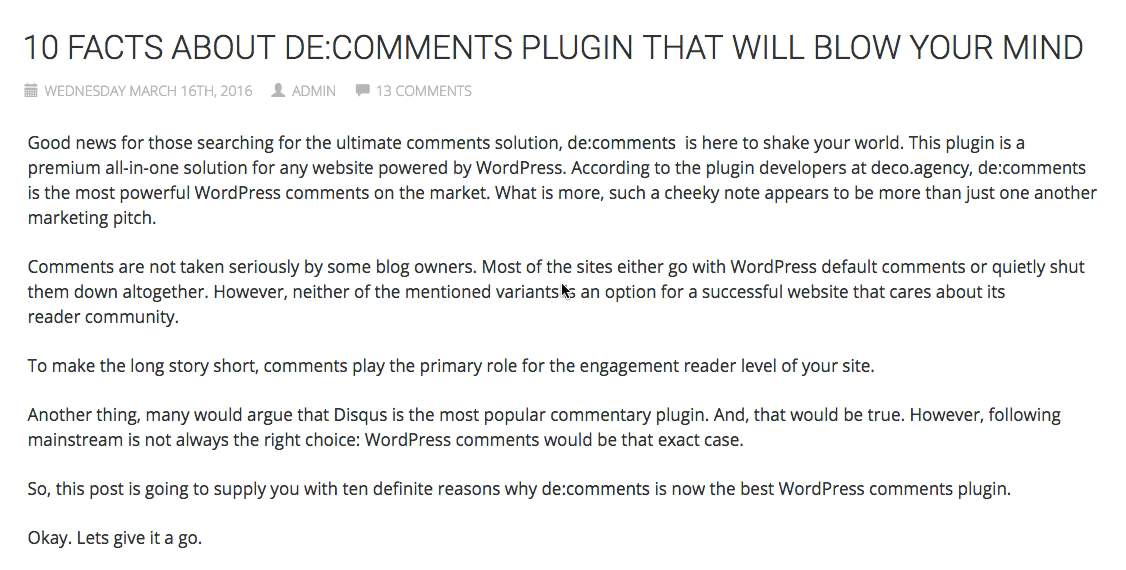 10 FACTS ABOUT DE:COMMENTS PLUGIN THAT WILL BLOW YOUR MIND
WEDNESDAY MARCH 16TH, 2016 ADMIN 13 COMMENTS
Good news for those searching for the ultimate comments solution, de:comments is here to shake your world. This plugin is a
premium all-in-one solution for any website powered by WordPress. According to the plugin developers at deco.agency, de:comments
is the most powerful WordPress comments on the market. What is more, such a cheeky note appears to be more than just one another
marketing pitch.
Comments are not taken seriously by some blog owners. Most of the sites either go with WordPress default comments or quietly shut
them down altogether. However, neither of the mentioned variants is an option for a successful website that cares about its
reader community.
To make the long story short, comments play the primary role for the engagement reader level of your site.
Another thing, many would argue that Disqus is the most popular commentary plugin. And, that would be true. However, following
mainstream is not always the right choice: WordPress comments would be that exact case.
So, this post is going to supply you with ten definite reasons why de:comments is now the best WordPress comments plugin.
Okay. Lets give it a go.